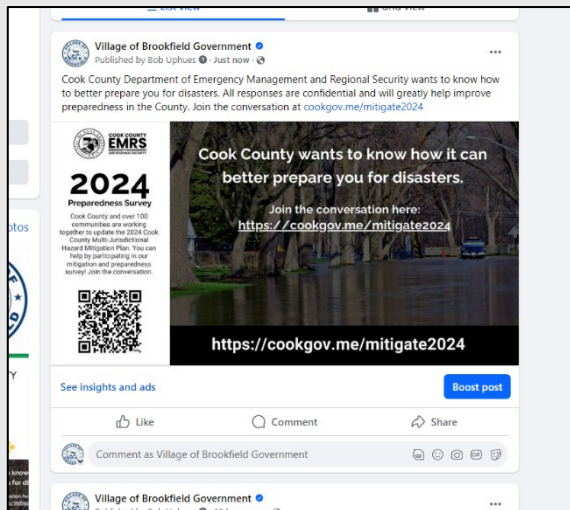 List view
Grid view
Village of Brookfield Government
Published by Bob Uphues · Just now ·
Cook County Department of Emergency Management and Regional Security wants to know how
to better prepare you for disasters. All responses are confidential and will greatly help improve
preparedness in the County. Join the conversation at cookgov.me/mitigate2024
COOK COUNTY
EMRS
2024
Preparedness Survey
Cook County and over 100
communities are working
together to update the 2024 Cook
County Multi-Jurisdictional
Hazard Mitigation Plan. You can
help by participating in our
mitigation and preparedness
survey! Join the conversation.
Cook County wants to know how it can
better prepare you for disasters.
Join the conversation here:
https://cookgov.me/mitigate2024
https://cookgov.me/mitigate2024
See insights and ads
Boost post
Like
Comment
Share
Comment as Village of Brookfield Government
Village of Brookfield Government